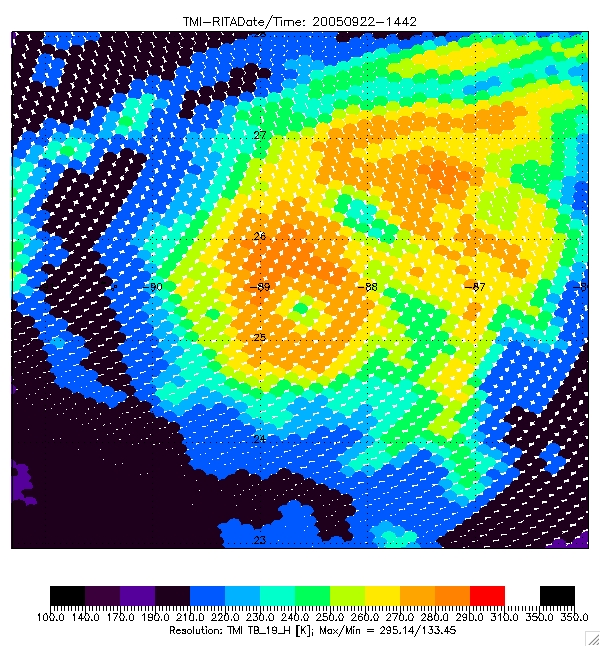 TMI-RITADate/Time: 20050922-1442
27
26
-90 -89 -88 -87
25
24
23
100.0 140.0 170.0 190.0 210.0 220.0 230.0 240.0 250.0 260.0 270.0 280.0 290.0 310.0 350.0 350.0
Resolution: TMI TB_19_H [K]; Max/Min = 295.14/133.45